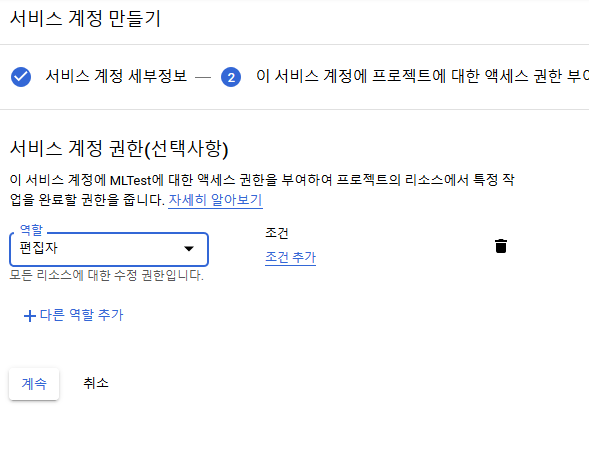 서비스 계정 만들기
서비스 계정 세부정보 — 2 이 서비스 계정에 프로젝트에 대한 액세스 권한 부여
서비스 계정 권한(선택사항)
이 서비스 계정에 MLTest에 대한 액세스 권한을 부여하여 프로젝트의 리소스에서 특정 작
업을 완료할 권한을 줍니다. 자세히 알아보기
역할
편집자
조건
조건 추가
모든 리소스에 대한 수정 권한입니다.
+ 다른 역할 추가
계속 취소